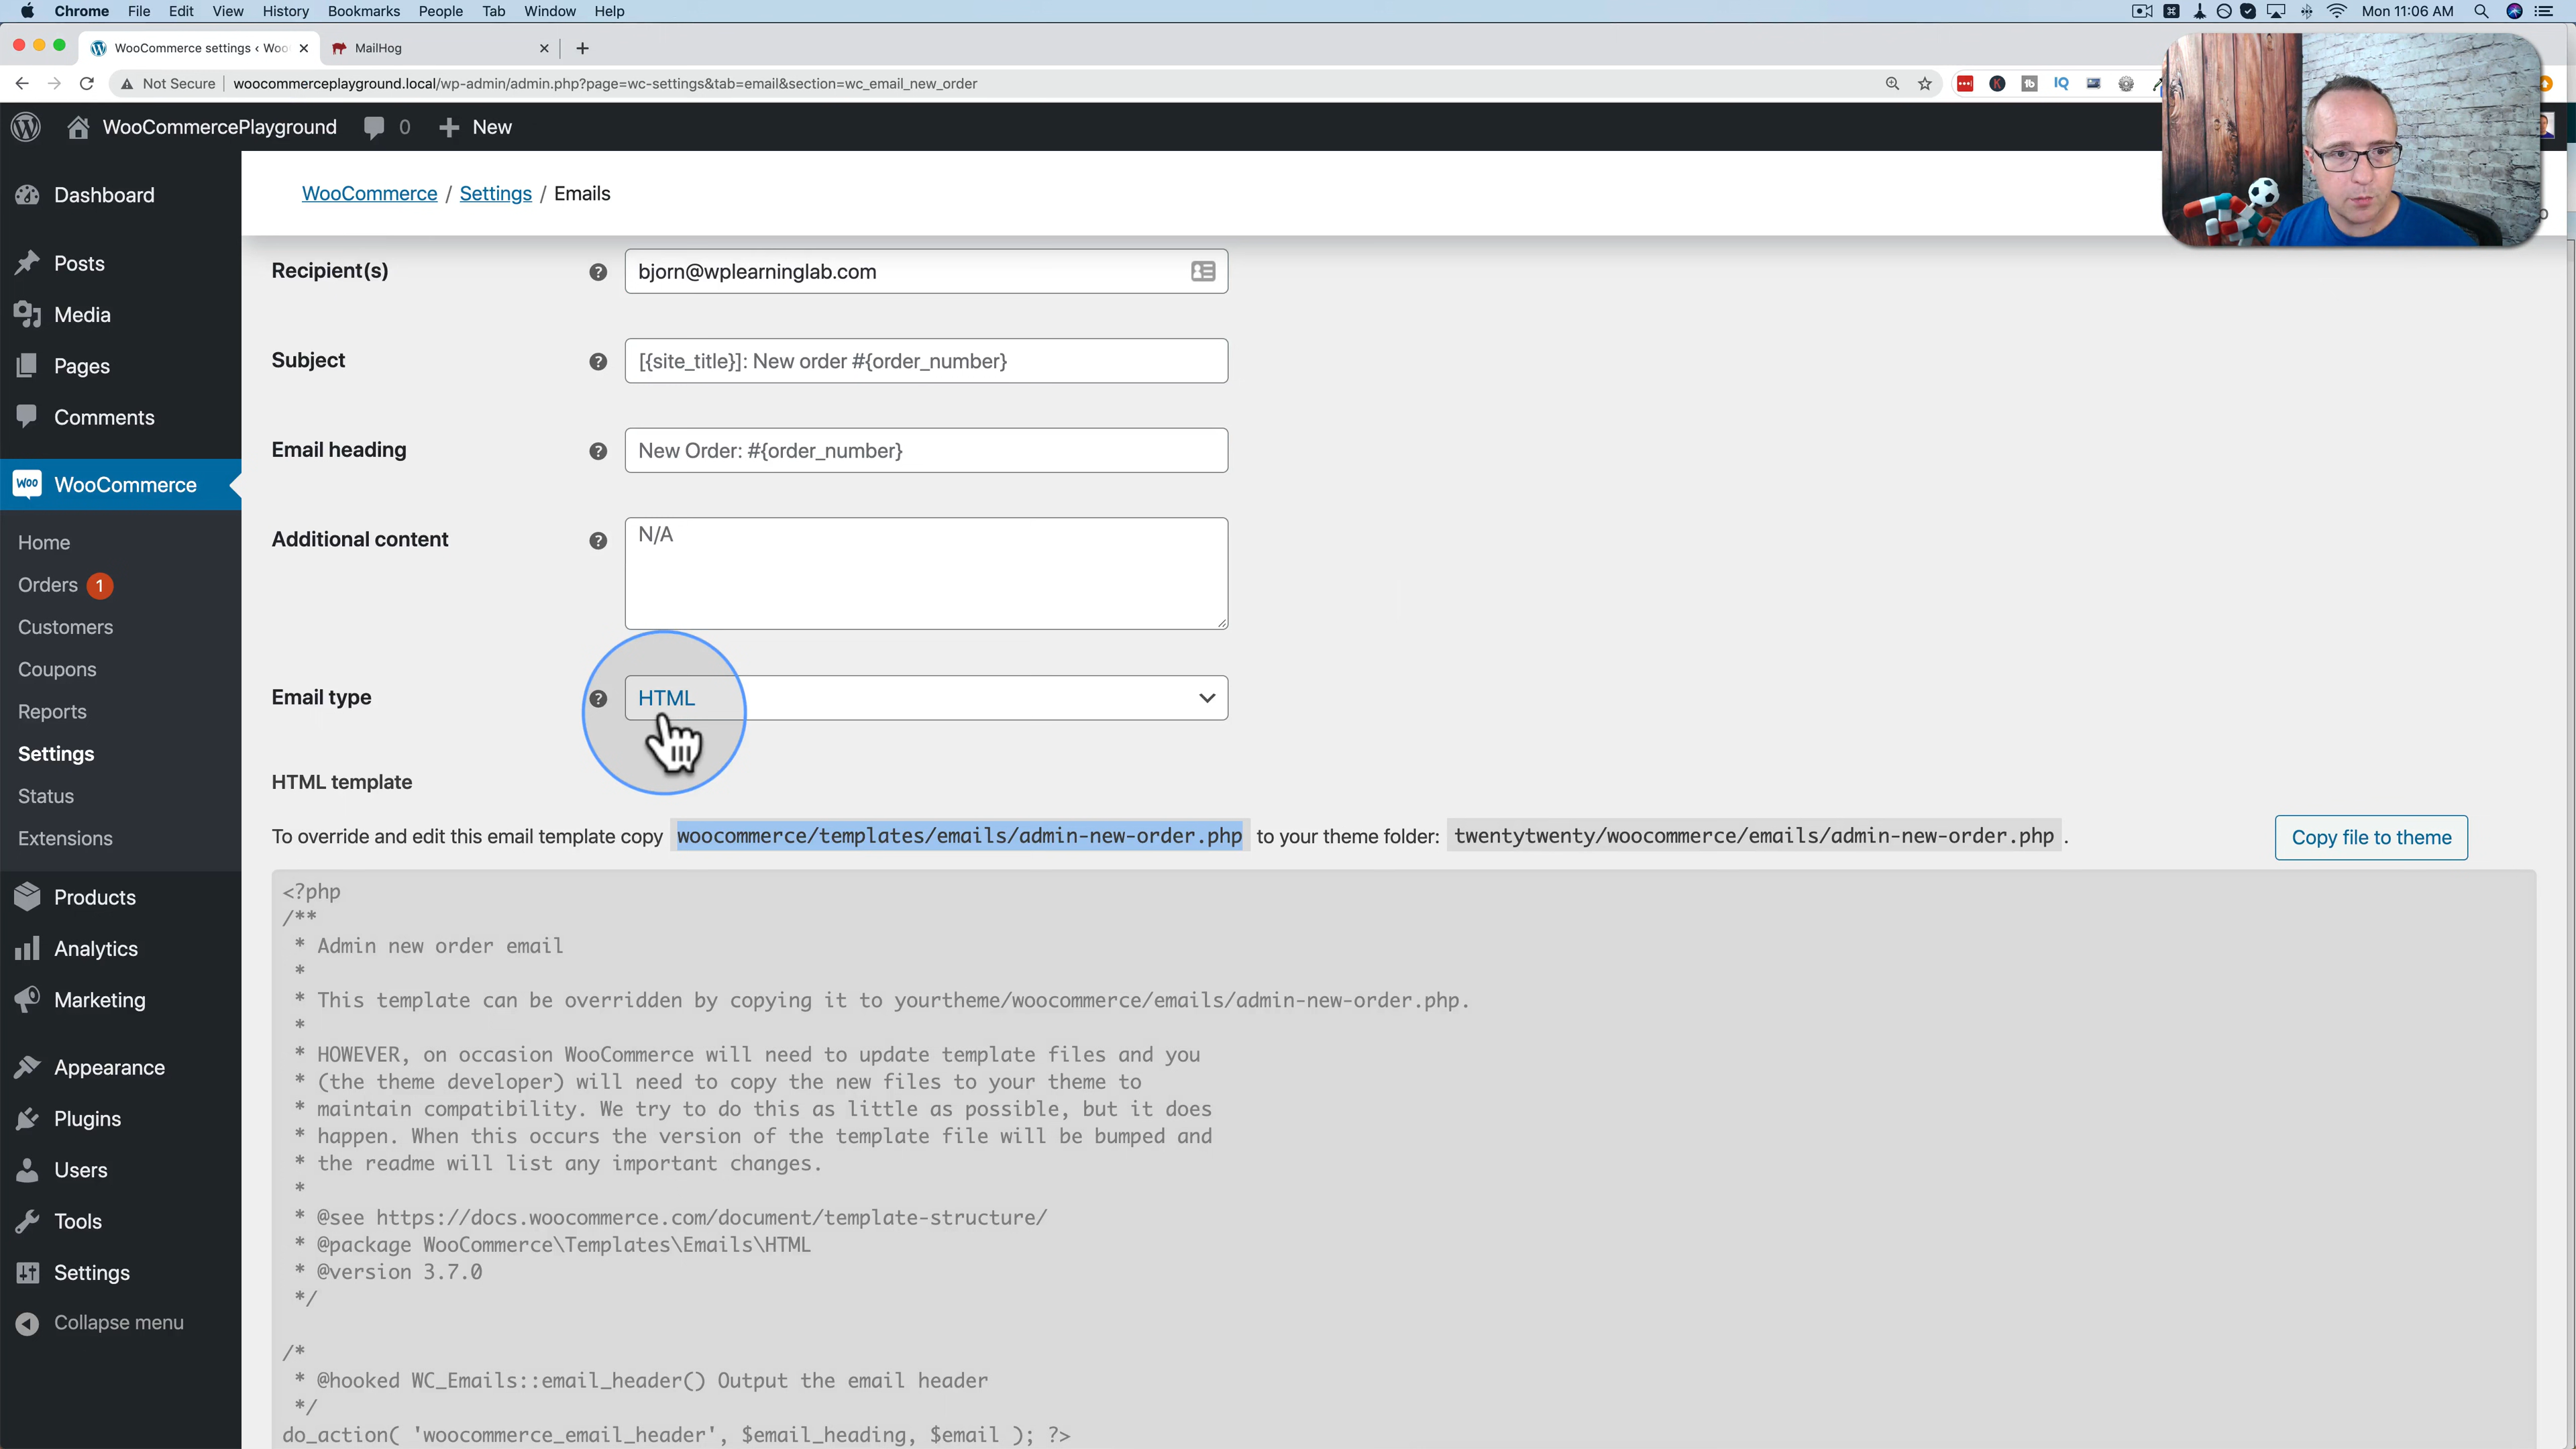 Chrome File Edit View History Bookmarks People Tab Window Help Mon 11:06 AM
WooCommerce settings ‹ Woo MailHog
Not Secure woocommerceplayground.local/wp-admin/admin.php?page=wc-settings&tab=email&section=wc_email_new_order
WooCommercePlayground 0 New
WooCommerce / Settings / Emails
Dashboard
Posts
Media
Pages
Comments
WooCommerce
Home
Orders 1
Customers
Coupons
Reports
Settings
Status
Extensions
Products
Analytics
Marketing
Appearance
Plugins
Users
Tools
Settings
Collapse menu
Recipient(s) bjorn@wplearninglab.com
Subject [{site_title}]: New order #{order_number}
Email heading New Order: #{order_number}
Additional content N/A
Email type HTML
HTML template
To override and edit this email template copy woocommerce/templates/emails/admin-new-order.php to your theme folder: twentytwenty/woocommerce/emails/admin-new-order.php . Copy file to theme
<?php
/**
* Admin new order email
*
* This template can be overridden by copying it to yourtheme/woocommerce/emails/admin-new-order.php.
*
* HOWEVER, on occasion WooCommerce will need to update template files and you
* (the theme developer) will need to copy the new files to your theme to
* maintain compatibility. We try to do this as little as possible, but it does
* happen. When this occurs the version of the template file will be bumped and
* the readme will list any important changes.
*
* @see https://docs.woocommerce.com/document/template-structure/
* @package WooCommerce\Templates\Emails\HTML
* @version 3.7.0
*/
/*
* @hooked WC_Emails::email_header() Output the email header
*/
do_action( 'woocommerce_email_header', $email_heading, $email ); ?>